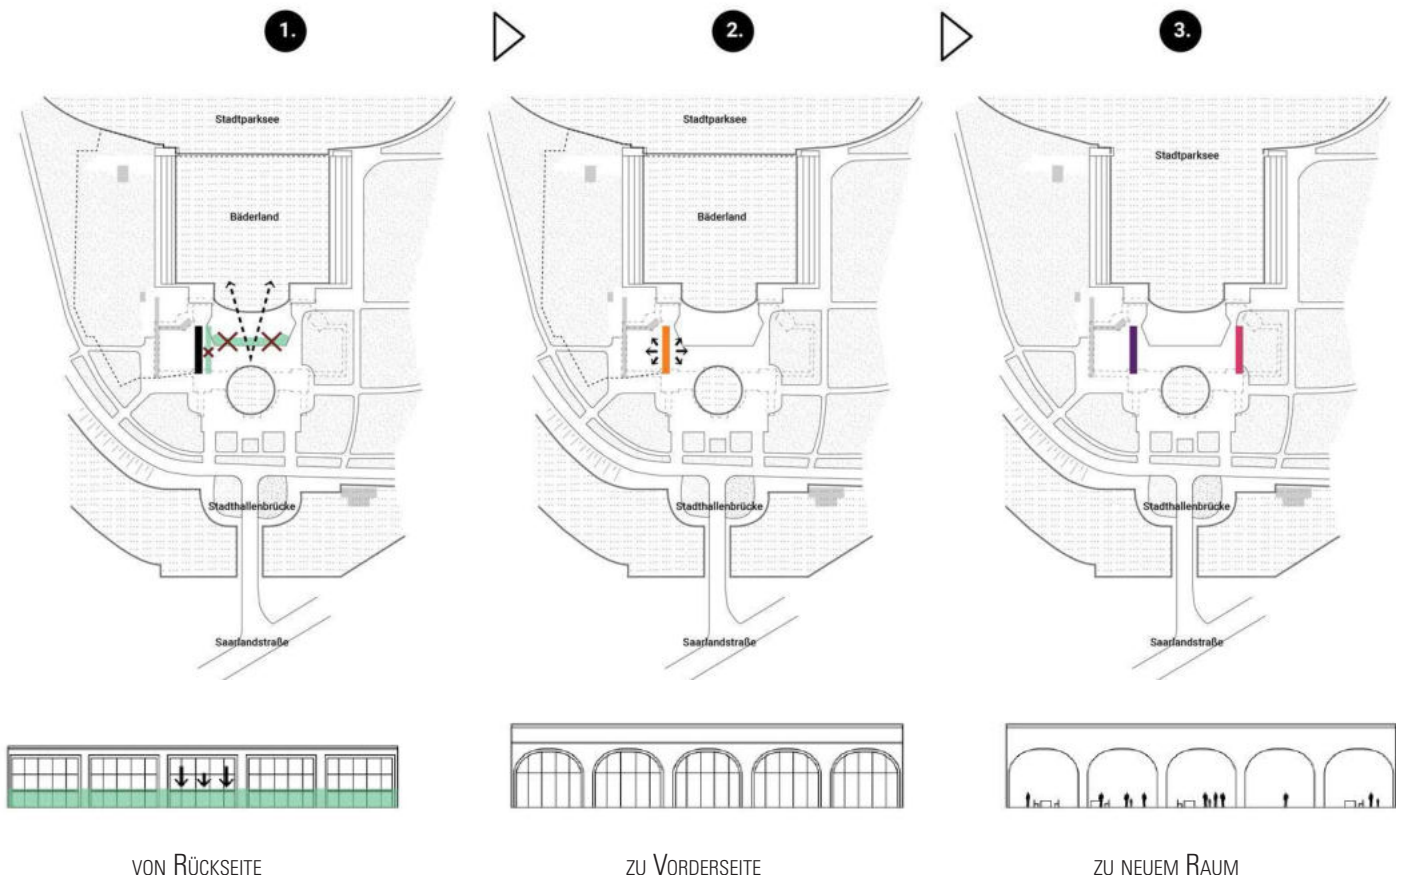 1.
2.
3.
Stadtparksee
Stadtparksee
Stadtparksee
Bäderland
Bäderland
Stadthallenbrücke
Stadthallenbrücke
Stadthallenbrücke
Saarlandstraße
Saarlandstraße
Saarlandstraße
VON RÜCKSEITE
ZU VORDERSEITE
ZU NEUEM RAUM